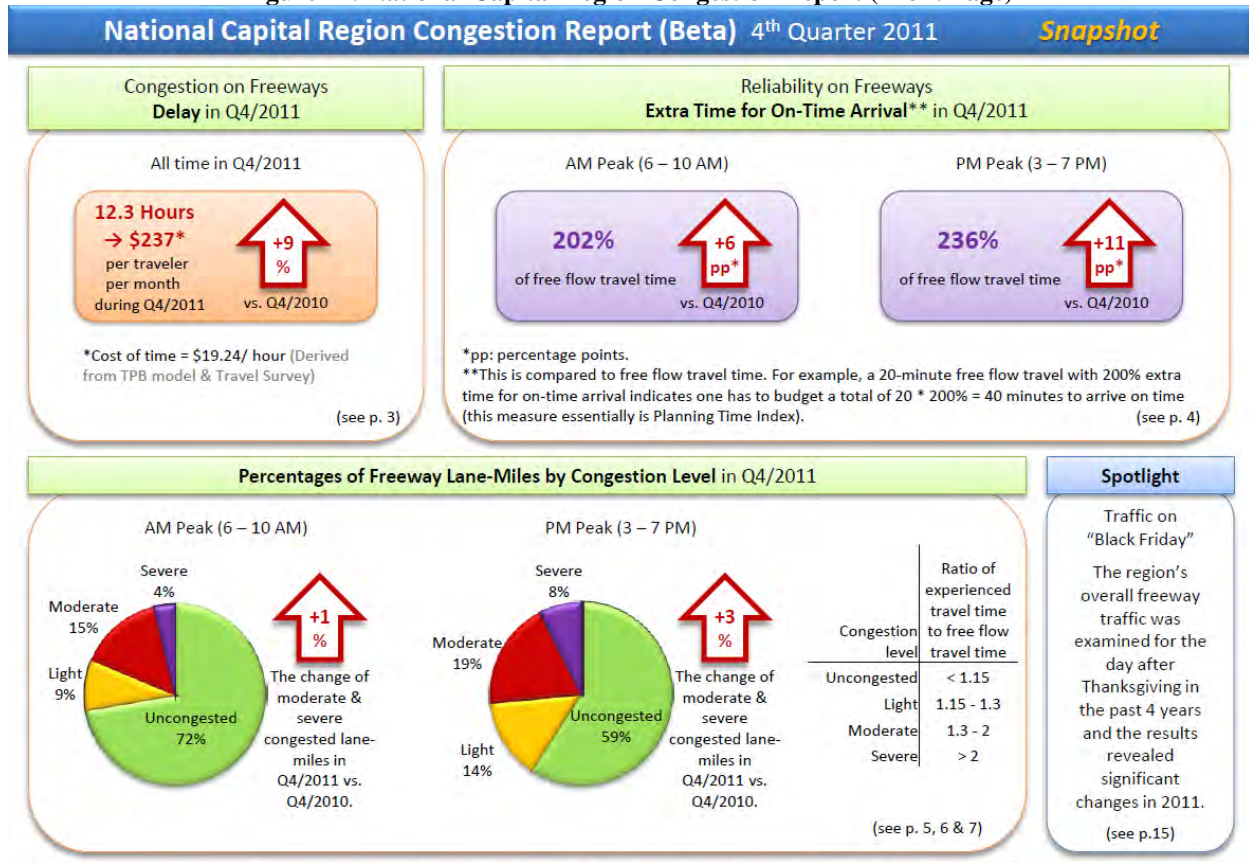 National Capital Region Congestion Report (Beta) 4th Quarter 2011 Snapshot
Congestion on Freeways
Delay in Q4/2011
All time in Q4/2011
12.3 Hours
→ $237*
per traveler
per month
during Q4/2011
+9
%
vs. Q4/2010
*Cost of time = $19.24/ hour (Derived
from TPB model & Travel Survey)
(see p. 3)
Reliability on Freeways
Extra Time for On-Time Arrival** in Q4/2011
AM Peak (6 – 10 AM)
202%
of free flow travel time
+6
pp*
vs. Q4/2010
PM Peak (3 – 7 PM)
236%
of free flow travel time
+11
pp*
vs. Q4/2010
*pp: percentage points.
**This is compared to free flow travel time. For example, a 20-minute free flow travel with 200% extra
time for on-time arrival indicates one has to budget a total of 20 * 200% = 40 minutes to arrive on time
(this measure essentially is Planning Time Index).
(see p. 4)
Percentages of Freeway Lane-Miles by Congestion Level in Q4/2011
AM Peak (6 – 10 AM)
Severe
4%
Moderate
15%
Light
9%
Uncongested
72%
+1
%
The change of
moderate &
severe
congested lane-
miles in
Q4/2011 vs.
Q4/2010.
PM Peak (3 – 7 PM)
Severe
8%
Moderate
19%
Light
14%
Uncongested
59%
+3
%
The change of
moderate &
severe
congested lane-
miles in
Q4/2011 vs.
Q4/2010.
Congestion
level
Ratio of
experienced
travel time
to free flow
travel time
Uncongested < 1.15
Light 1.15 - 1.3
Moderate 1.3 - 2
Severe > 2
(see p. 5, 6 & 7)
Spotlight
Traffic on
"Black Friday"
The region's
overall freeway
traffic was
examined for the
day after
Thanksgiving in
the past 4 years
and the results
revealed
significant
changes in 2011.
(see p.15)